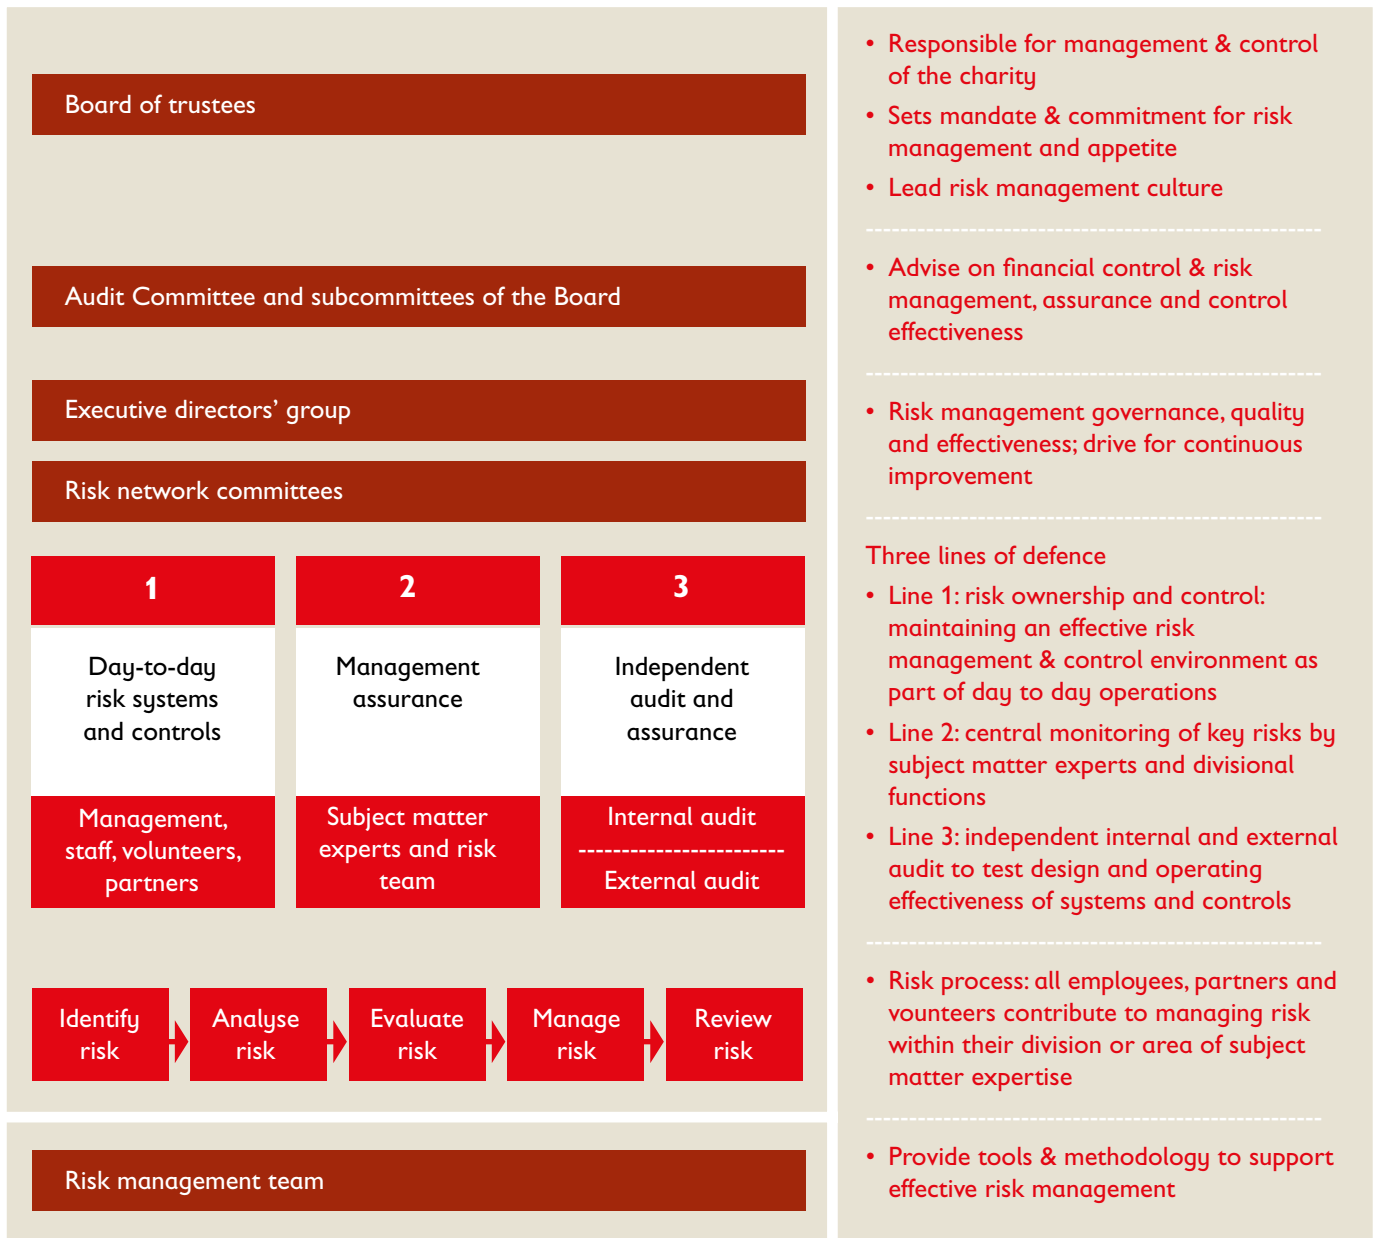 Board of trustees
• Responsible for management & control
of the charity
• Sets mandate & commitment for risk
management and appetite
• Lead risk management culture
Audit Committee and subcommittees of the Board
• Advise on financial control & risk
management, assurance and control
effectiveness
Executive directors’ group
Risk network committees
• Risk management governance, quality
and effectiveness; drive for continuous
improvement
1
Day-to-day
risk systems
and controls
Management,
staff, volunteers,
partners
2
Management
assurance
Subject matter
experts and risk
team
3
Independent
audit and
assurance
Internal audit
External audit
Three lines of defence
• Line 1: risk ownership and control:
maintaining an effective risk
management & control environment as
part of day to day operations
• Line 2: central monitoring of key risks by
subject matter experts and divisional
functions
• Line 3: independent internal and external
audit to test design and operating
effectiveness of systems and controls
Identify
risk
Analyse
risk
Evaluate
risk
Manage
risk
Review
risk
• Risk process: all employees, partners and
vounteers contribute to managing risk
within their division or area of subject
matter expertise
Risk management team
• Provide tools & methodology to support
effective risk management